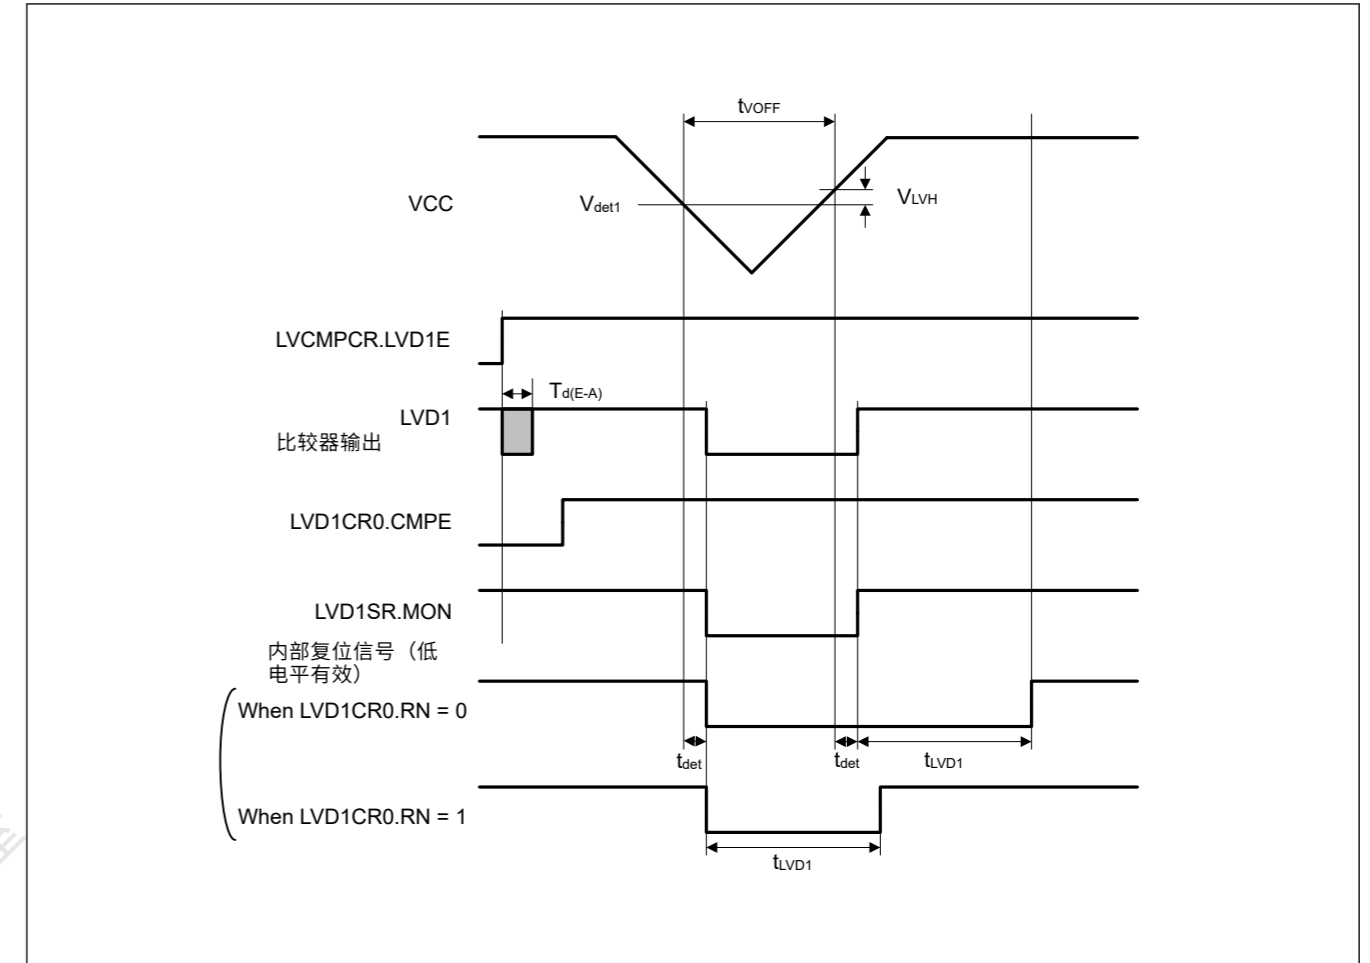 tVOFF
VCC
Vdet1
VLVH
LVCMPCR.LVD1E
Td(E-A)
LVD1
比较器输出
LVD1CR0.CMPE
LVD1SR.MON
内部复位信号（低
电平有效）
When LVD1CR0.RN = 0
tdet
tdet
tLVD1
When LVD1CR0.RN = 1
tLVD1